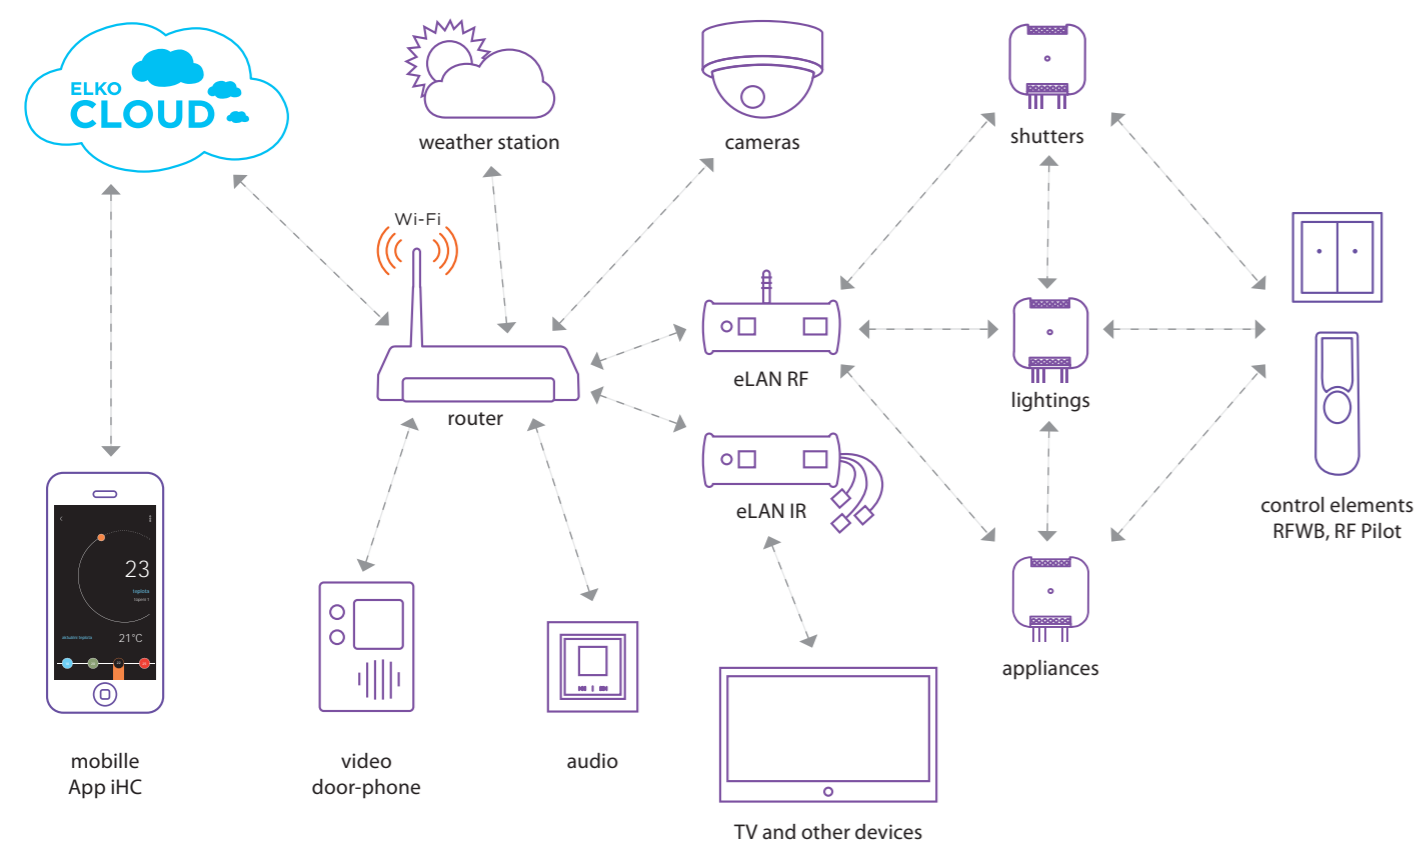 ELKO
CLOUD
weather station
cameras
shutters
Wi-Fi
eLAN RF
lightings
router
eLAN IR
control elements
RFWB, RF Pilot
23
teplota
21°C
appliances
mobille
App iHC
video
door-phone
audio
TV and other devices